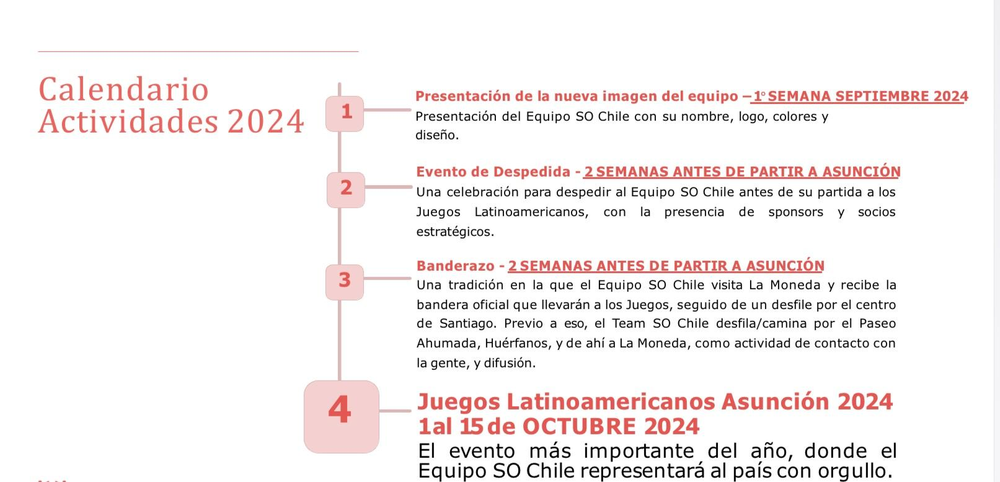 Calendario
Actividades 2024
1
Presentación de la nueva imagen del equipo – 1° SEMANA SEPTIEMBRE 2024
Presentación del Equipo SO Chile con su nombre, logo, colores y
diseño.
2
Evento de Despedida - 2 SEMANAS ANTES DE PARTIR A ASUNCIÓN
Una celebración para despedir al Equipo SO Chile antes de su partida a los
Juegos Latinoamericanos, con la presencia de sponsors y socios
estratégicos.
3
Banderazo - 2 SEMANAS ANTES DE PARTIR A ASUNCIÓN
Una tradición en la que el Equipo SO Chile visita La Moneda y recibe la
bandera oficial que llevarán a los Juegos, seguido de un desfile por el centro
de Santiago. Previo a eso, el Team SO Chile desfila/camina por el Paseo
Ahumada, Huérfanos, y de ahí a La Moneda, como actividad de contacto con
la gente, y difusión.
4
Juegos Latinoamericanos Asunción 2024
1al 15 de OCTUBRE 2024
El evento más importante del año, donde el
Equipo SO Chile representará al país con orgullo.